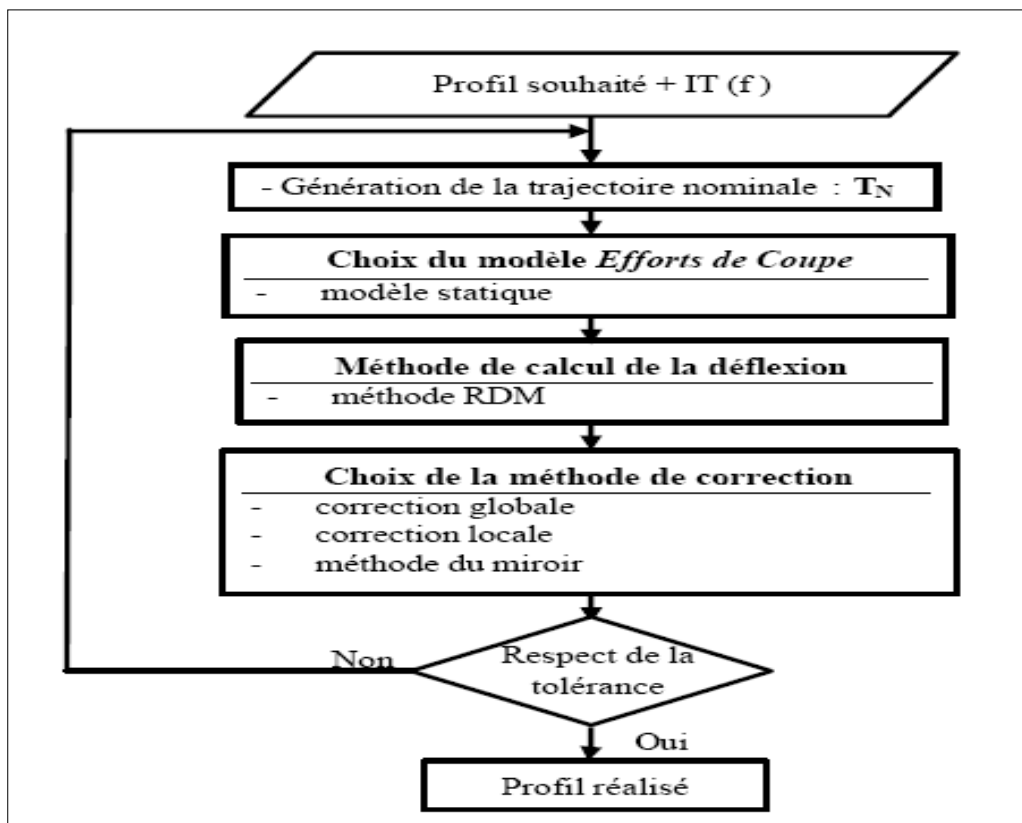 Profil souhaité + IT (f )
- Génération de la trajectoire nominale : TN
Choix du modèle Efforts de Coupe
- modèle statique
Méthode de calcul de la déflexion
- méthode RDM
Choix de la méthode de correction
- correction globale
- correction locale
- méthode du miroir
Respect de la
tolérance
Non
Oui
Profil réalisé